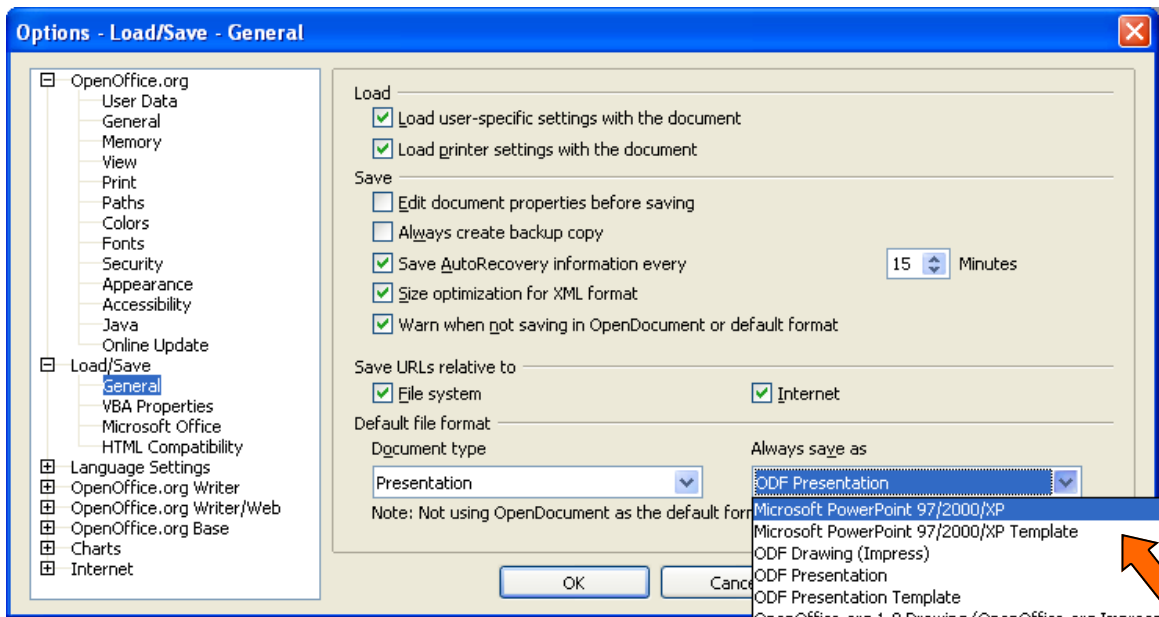 Options - Load/Save - General
OpenOffice.org
User Data
General
Memory
View
Print
Paths
Colors
Fonts
Security
Appearance
Accessibility
Java
Online Update
Load/Save
General
VBA Properties
Microsoft Office
HTML Compatibility
Language Settings
OpenOffice.org Writer
OpenOffice.org Writer/Web
OpenOffice.org Base
Charts
Internet
Load
Load user-specific settings with the document
Load printer settings with the document
Save
Edit document properties before saving
Always create backup copy
Save AutoRecovery information every 15 Minutes
Size optimization for XML format
Warn when not saving in OpenDocument or default format
Save URLs relative to
File system Internet
Default file format
Document type Always save as
Presentation ODF Presentation
Note: Not using OpenDocument as the default
Microsoft PowerPoint 97/2000/XP
Microsoft PowerPoint 97/2000/XP Template
ODF Drawing (Impress)
ODF Presentation
ODF Presentation Template
OK